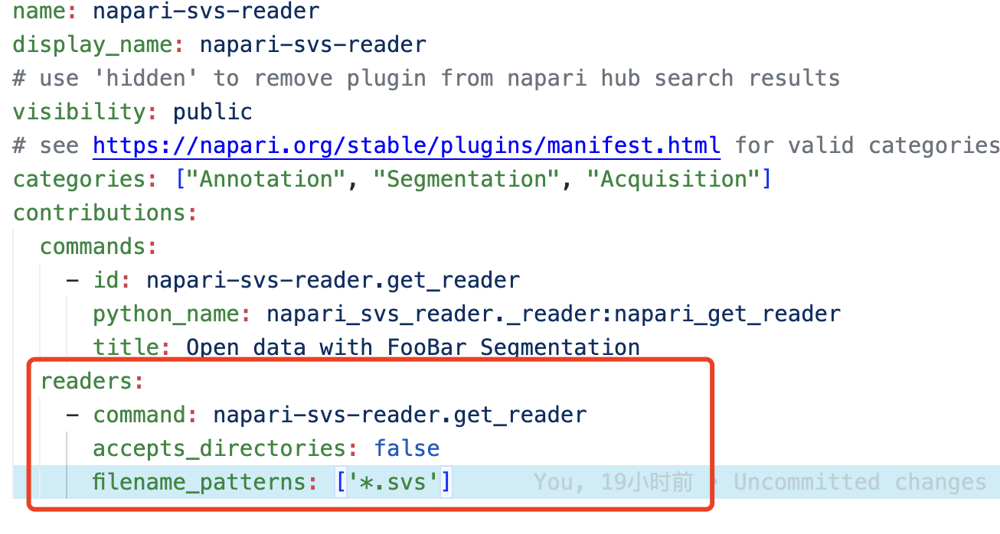 name: napari-svs-reader
display_name: napari-svs-reader
# use 'hidden' to remove plugin from napari hub search results
visibility: public
# see https://napari.org/stable/plugins/manifest.html for valid categories
categories: ["Annotation", "Segmentation", "Acquisition"]
contributions:
  commands:
    - id: napari-svs-reader.get_reader
      python_name: napari_svs_reader._reader:napari_get_reader
      title: Open data with FooBar Segmentation
  readers:
    - command: napari-svs-reader.get_reader
      accepts_directories: false
      filename_patterns: ['*.svs'] You, 19小时前 • Uncommitted changes